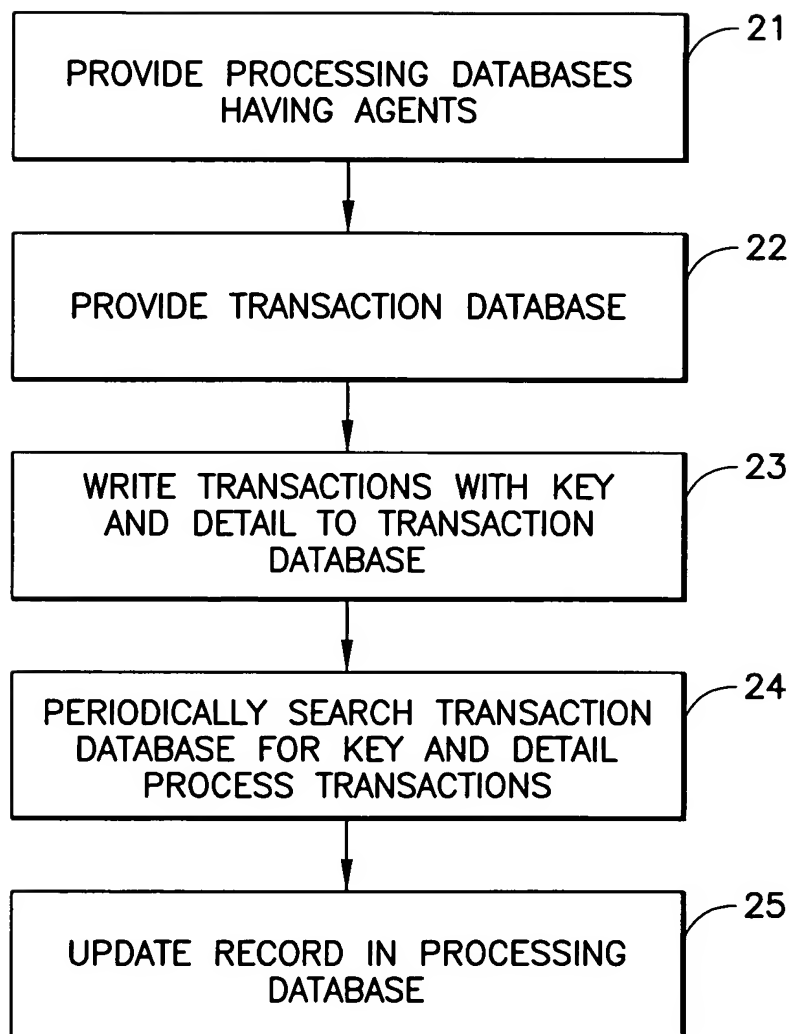 21
PROVIDE PROCESSING DATABASES
HAVING AGENTS
22
PROVIDE TRANSACTION DATABASE
23
WRITE TRANSACTIONS WITH KEY
AND DETAIL TO TRANSACTION
DATABASE
24
PERIODICALLY SEARCH TRANSACTION
DATABASE FOR KEY AND DETAIL
PROCESS TRANSACTIONS
25
UPDATE RECORD IN PROCESSING
DATABASE